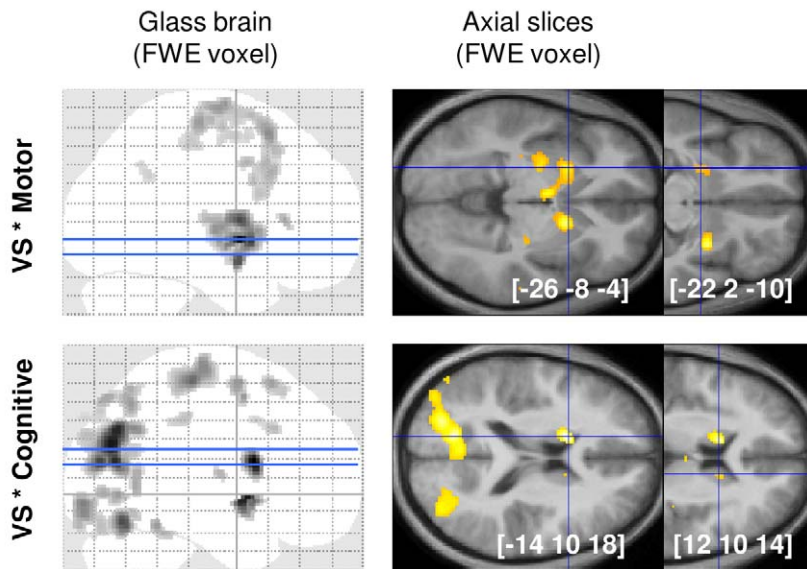 Glass brain
(FWE voxel)
Axial slices
(FWE voxel)
VS * Motor
[-26 -8 -4]
[-22 2 -10]
VS * Cognitive
[-14 10 18]
[12 10 14]